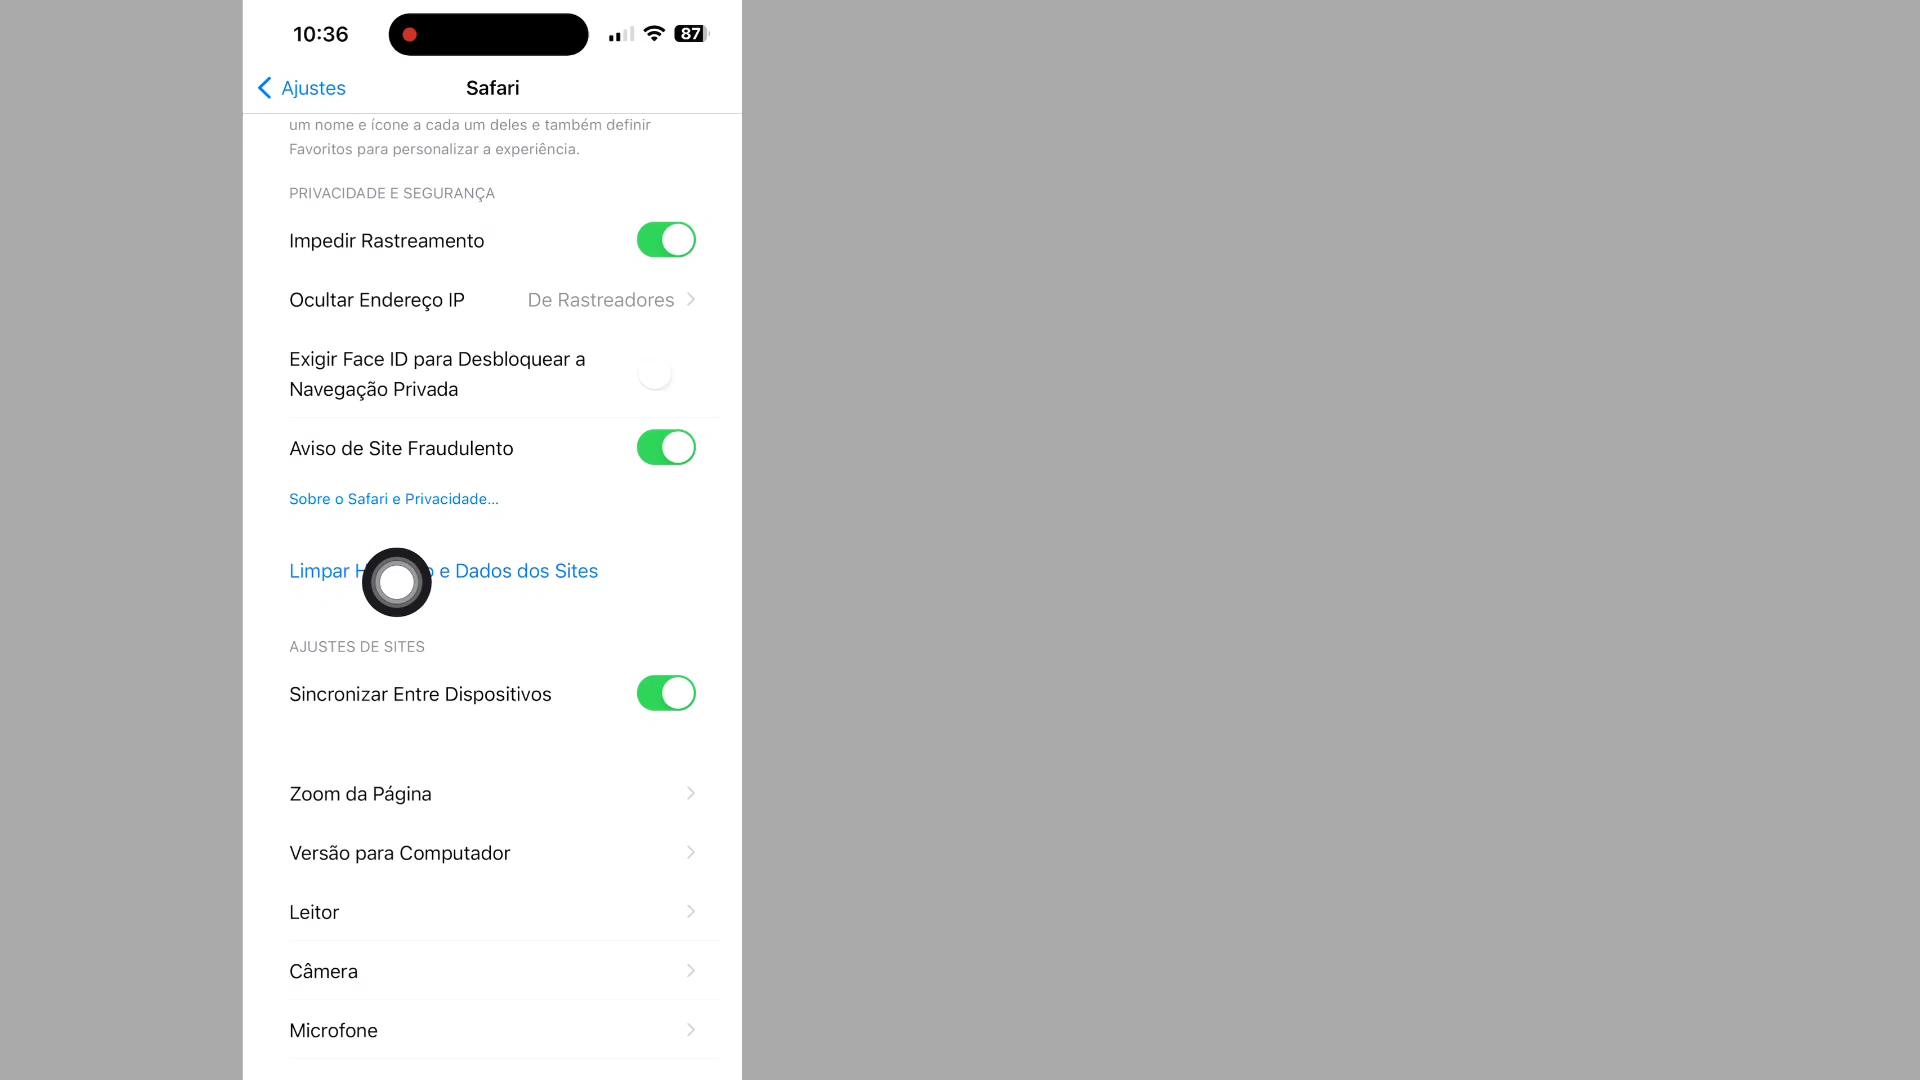 10:36
87
Ajustes
Safari
um nome e ícone a cada um deles e também definir
Favoritos para personalizar a experiência.
PRIVACIDADE E SEGURANÇA
Impedir Rastreamento
Ocultar Endereço IP
De Rastreadores
Exigir Face ID para Desbloquear a
Navegação Privada
Aviso de Site Fraudulento
Sobre o Safari e Privacidade...
Limpar e Dados dos Sites
AJUSTES DE SITES
Sincronizar Entre Dispositivos
Zoom da Página
Versão para Computador
Leitor
Câmera
Microfone